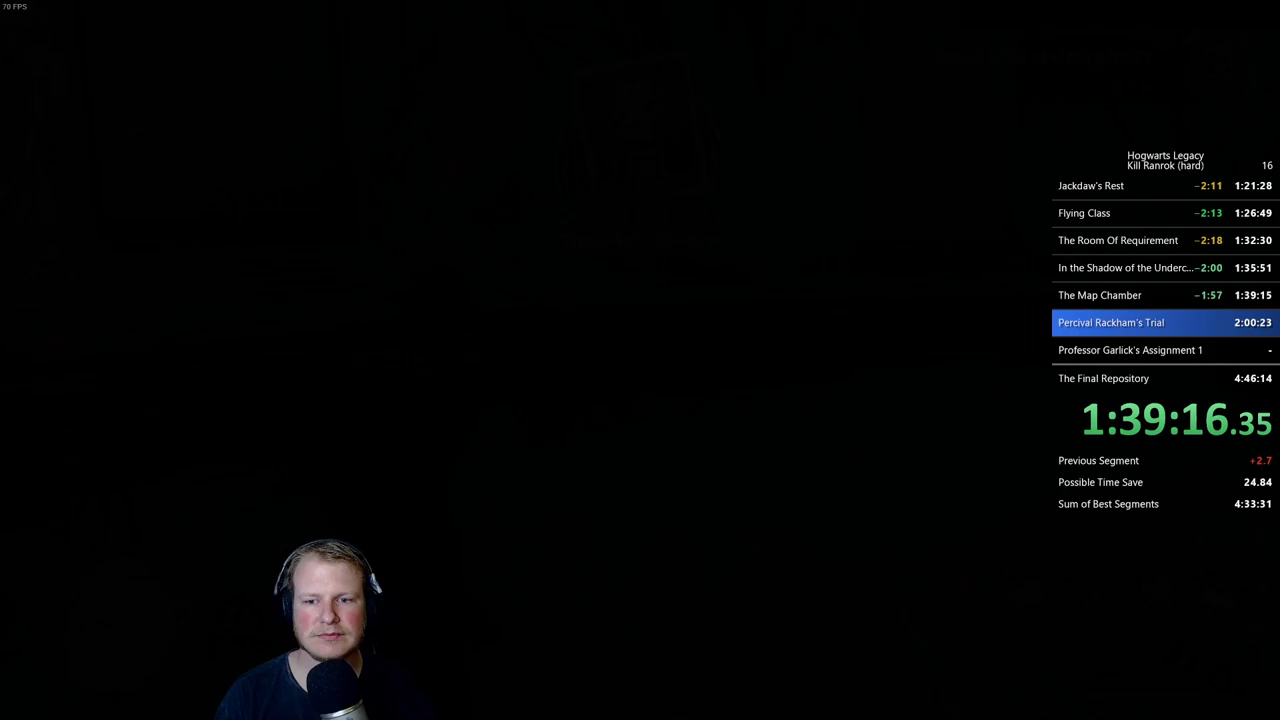 70 FPS
Hogwarts Legacy
Kill Ranrok (hard) 16
Jackdaw's Rest −2:11 1:21:28
Flying Class −2:13 1:26:49
The Room Of Requirement −2:18 1:32:30
In the Shadow of the Underc... −2:00 1:35:51
The Map Chamber −1:57 1:39:15
Percival Rackham's Trial 2:00:23
Professor Garlick's Assignment 1 -
The Final Repository 4:46:14
1:39:16.35
Previous Segment +2.7
Possible Time Save 24.84
Sum of Best Segments 4:33:31